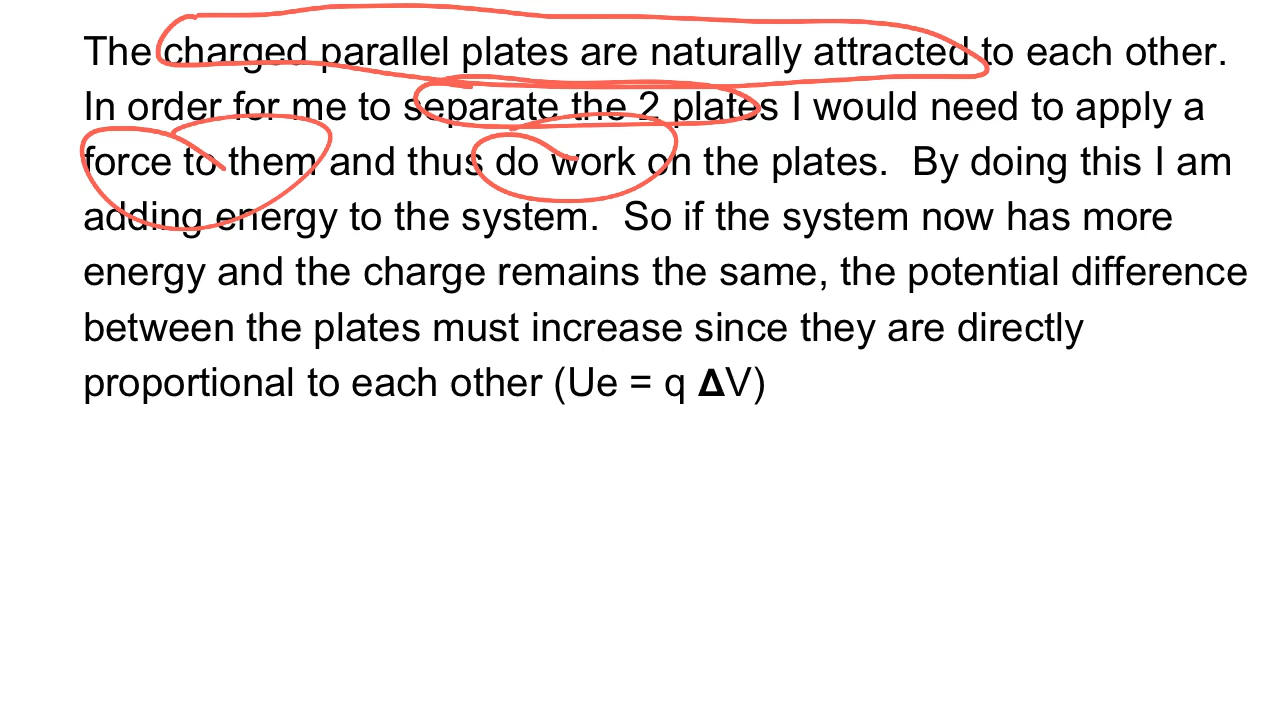 The charged parallel plates are naturally attracted to each other.
In order for me to separate the 2 plates I would need to apply a
force to them and thus do work on the plates.  By doing this I am
adding energy to the system.  So if the system now has more
energy and the charge remains the same, the potential difference
between the plates must increase since they are directly
proportional to each other (Ue = q ΔV)